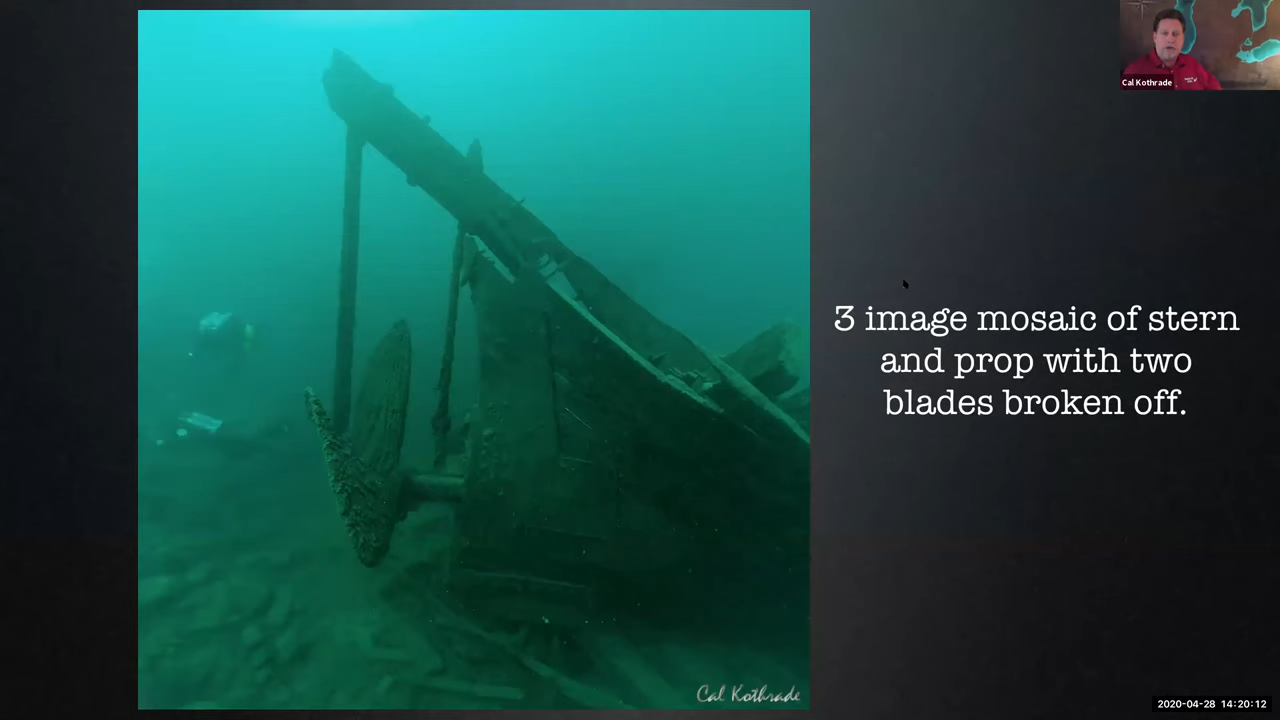 Cal Kothrade
3 image mosaic of stern
and prop with two
blades broken off.
Cal Kothrade
2020-04-28 14:20:12